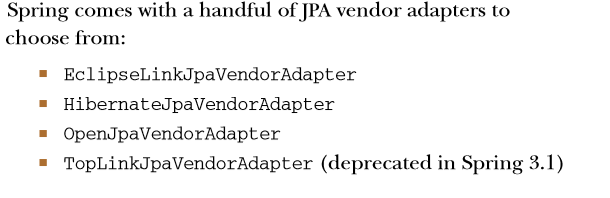 Spring comes with a handful of JPA vendor adapters to
choose from:
■ EclipseLinkJpaVendorAdapter
■ HibernateJpaVendorAdapter
■ OpenJpaVendorAdapter
■ TopLinkJpaVendorAdapter (deprecated in Spring 3.1)